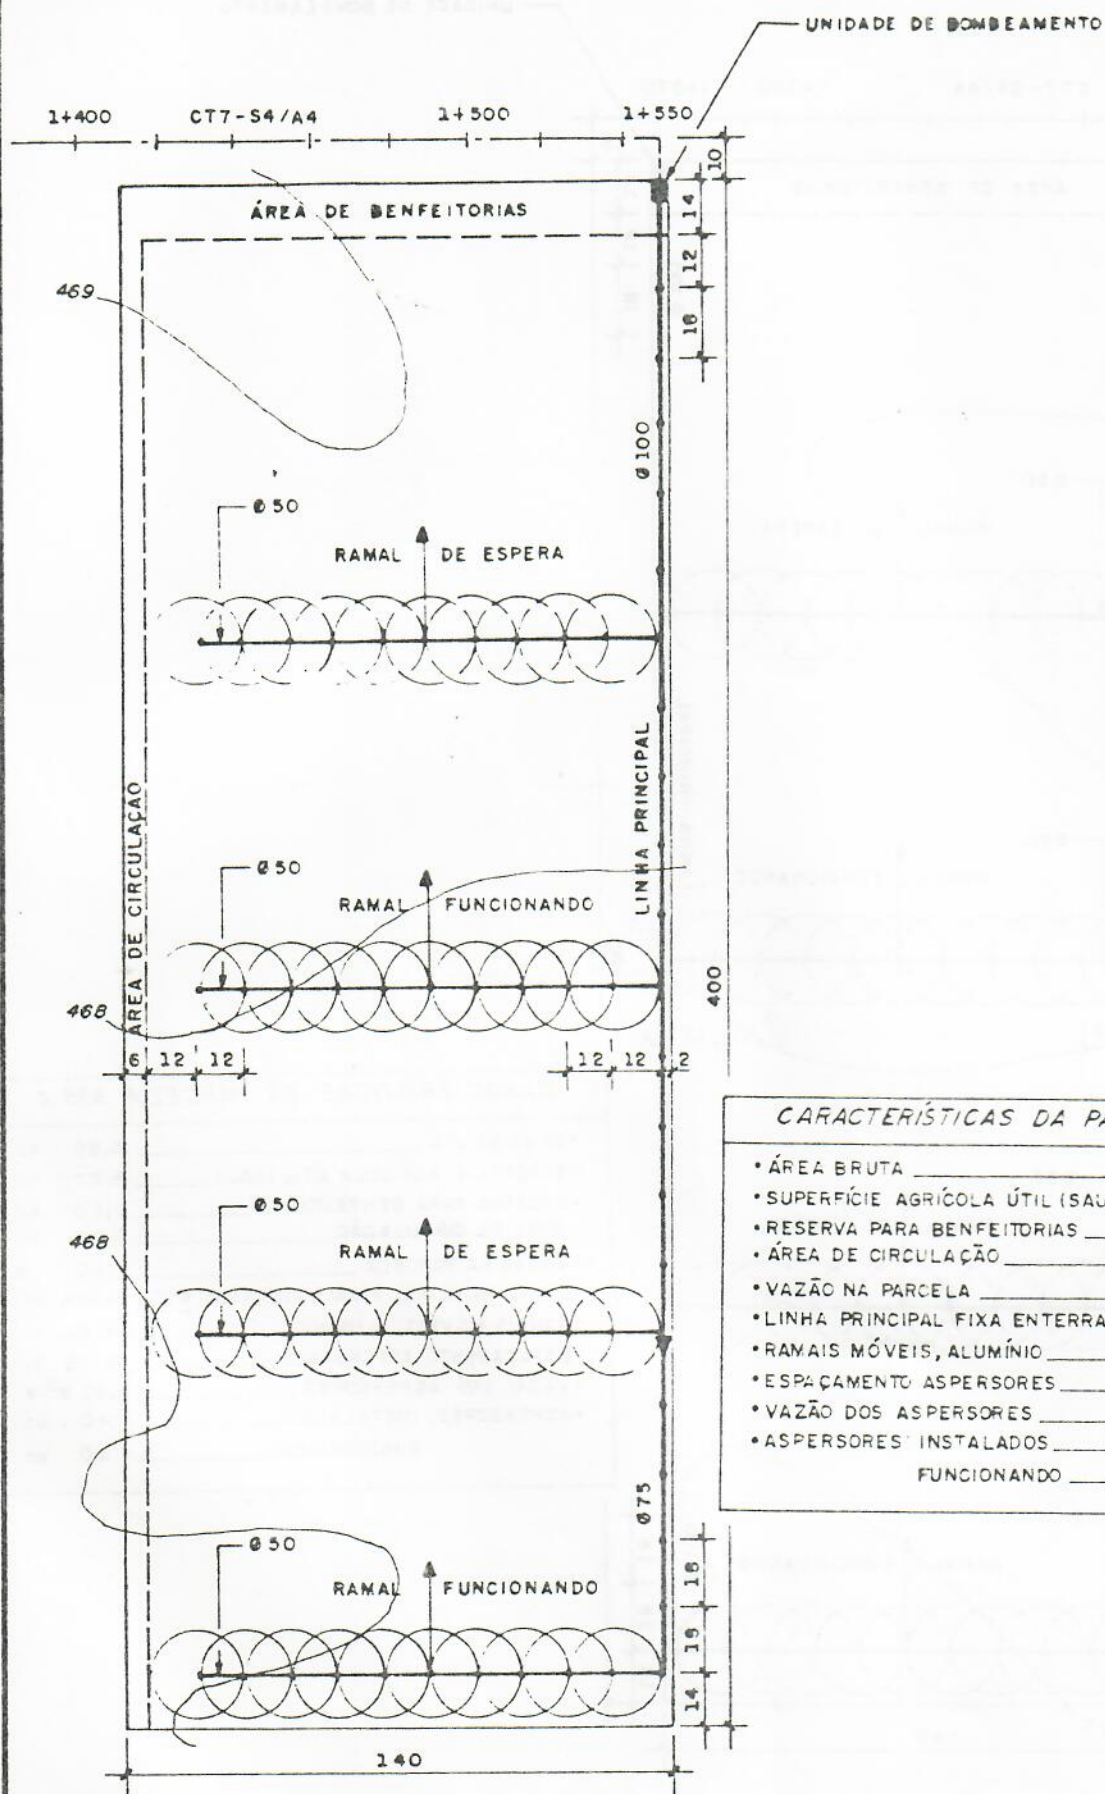 UNIDADE DE BOMBEAMENTO
1+400 CT7-S4/A4 1+500 1+550
10
ÁREA DE BENFEITORIAS
14
12
18
469
Ø100
Ø50
RAMAL DE ESPERA
LINHA PRINCIPAL
ÁREA DE CIRCULAÇÃO
Ø50
RAMAL FUNCIONANDO
400
468
6 12 12 12 12 2
CARACTERÍSTICAS DA PA
• ÁREA BRUTA
• SUPERFÍCIE AGRÍCOLA ÚTIL (SAU
• RESERVA PARA BENFEITORIAS
• ÁREA DE CIRCULAÇÃO
• VAZÃO NA PARCELA
• LINHA PRINCIPAL FIXA ENTERRA
• RAMAIS MÓVEIS, ALUMÍNIO
• ESPAÇAMENTO ASPERSORES
• VAZÃO DOS ASPERSORES
• ASPERSORES INSTALADOS
FUNCIONANDO
Ø50
468
RAMAL DE ESPERA
Ø75
Ø50
RAMAL FUNCIONANDO
18
18
14
140